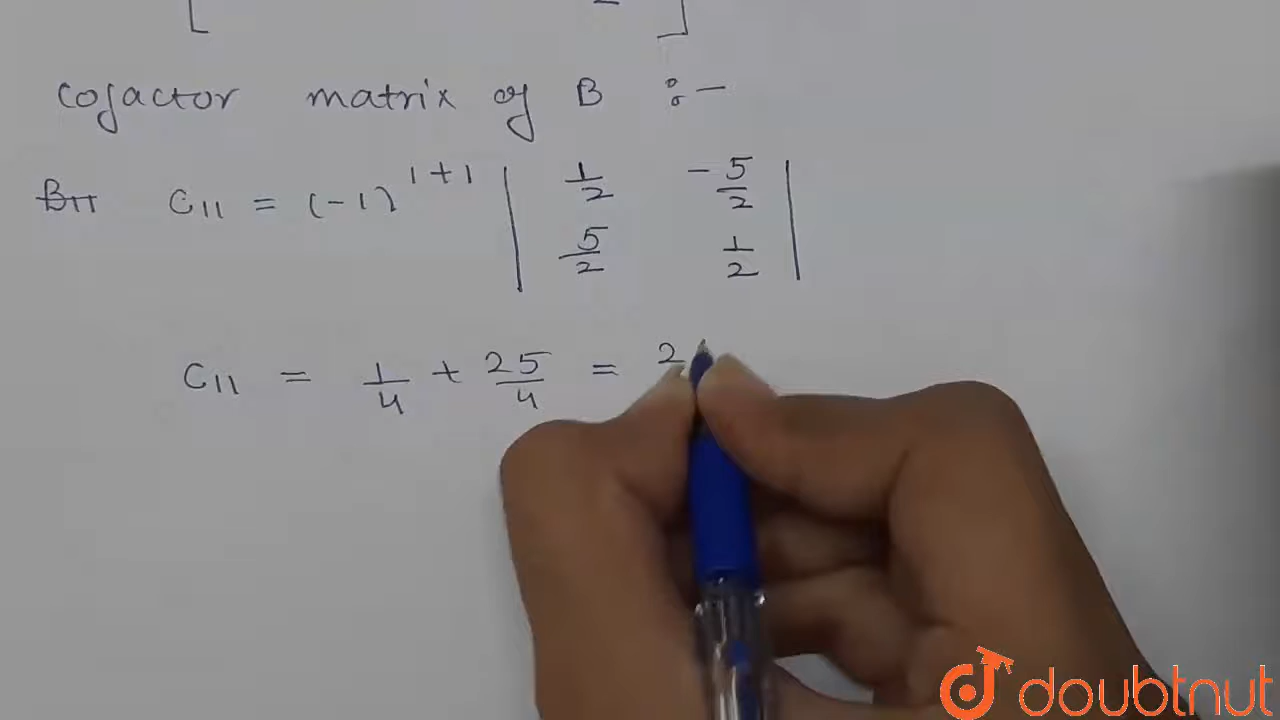 cofactor matrix of B :-
B11 C11 = (-1)^{1+1} | 1/2 -5/2 |
| 5/2 1/2 |
C11 = 1/4 + 25/4 = 2
doubtnut